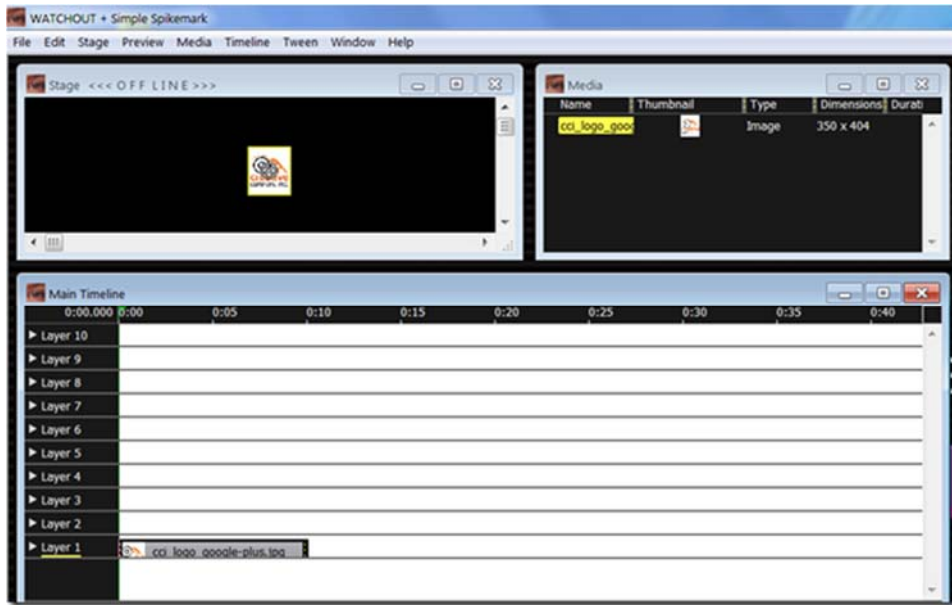 WATCHOUT + Simple Spikemark
File Edit Stage Preview Media Timeline Tween Window Help
Stage <<< O F F L I N E >>>
Media
Name Thumbnail Type Dimensions Durati
cci_logo_goog Image 350 x 404
Main Timeline
0:00.000 0:00 0:05 0:10 0:15 0:20 0:25 0:30 0:35 0:40
Layer 10
Layer 9
Layer 8
Layer 7
Layer 6
Layer 5
Layer 4
Layer 3
Layer 2
Layer 1 cci_logo_google-plus.jpg